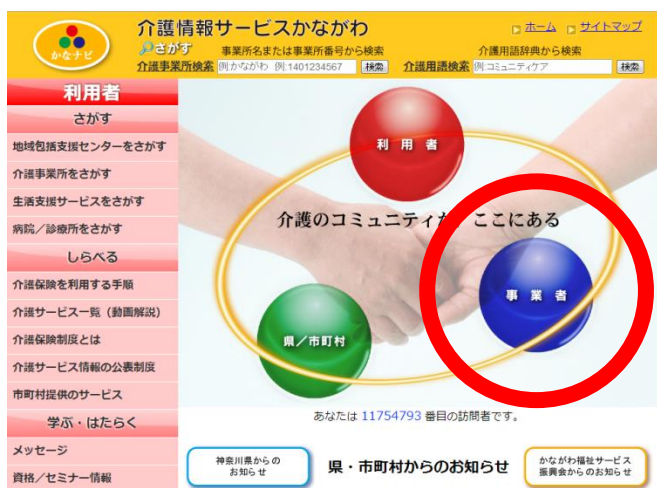 介護情報サービスかながわ
ホーム サイトマップ
かなナビ
さがす 事業所名または事業所番号から検索 介護用語辞典から検索
介護事業所検索 例:かながわ 例:1401234567 検索 介護用語検索 例:コミュニティケア 検索
利用者
さがす
地域包括支援センターをさがす
介護事業所をさがす
生活支援サービスをさがす
病院／診療所をさがす
しらべる
介護保険を利用する手順
介護サービス一覧（動画解説）
介護保険制度とは
介護サービス情報の公表制度
市町村提供のサービス
学ぶ・はたらく
メッセージ
資格／セミナー情報
利用者
介護のコミュニティが、ここにある
事業者
県／市町村
あなたは 11754793 番目の訪問者です。
神奈川県からの
お知らせ
県・市町村からのお知らせ
かながわ福祉サービス
振興会からのお知らせ